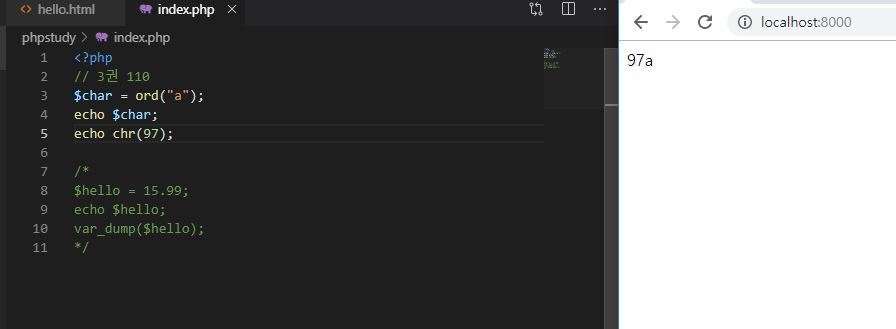 hello.html index.php ×
phpstudy > index.php
1 <?php
2 // 3권 110
3 $char = ord("a");
4 echo $char;
5 echo chr(97);
6
7 /*
8 $hello = 15.99;
9 echo $hello;
10 var_dump($hello);
11 */
localhost:8000
97a